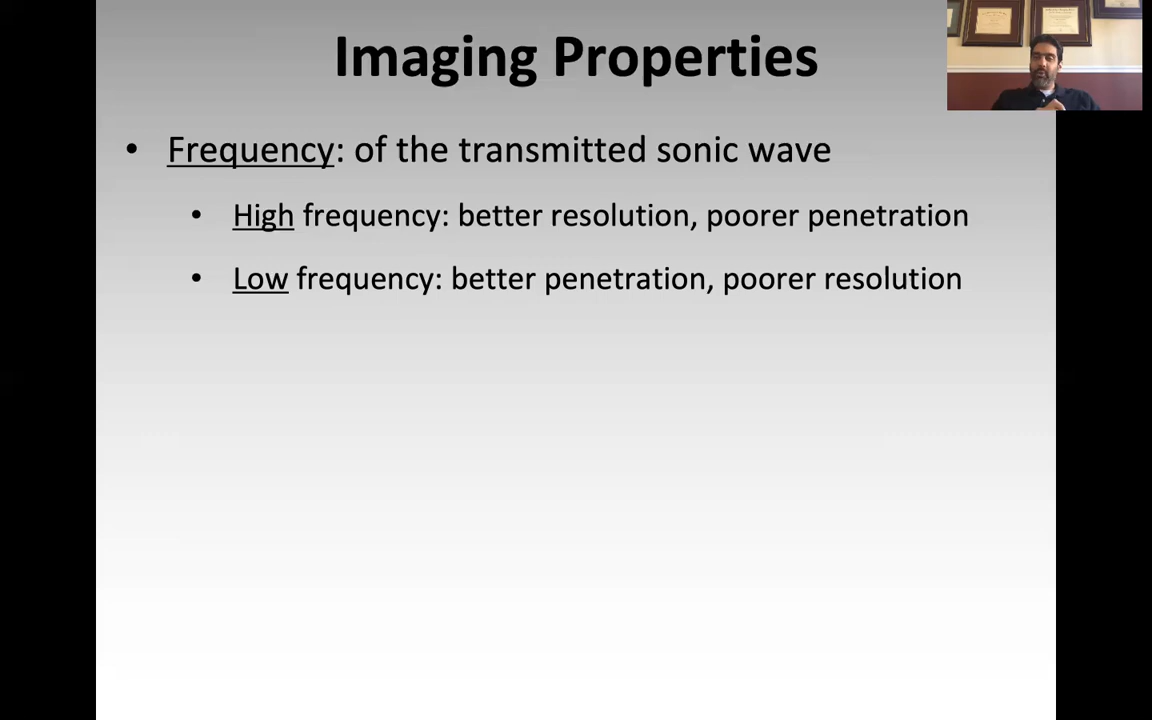 Imaging Properties
• Frequency: of the transmitted sonic wave
• High frequency: better resolution, poorer penetration
• Low frequency: better penetration, poorer resolution